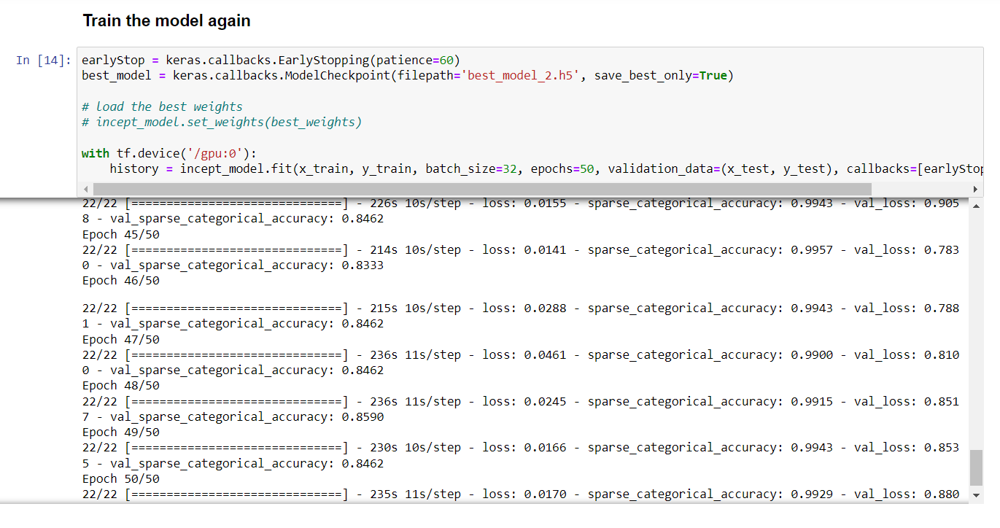 Train the model again
In [14]:
earlyStop = keras.callbacks.EarlyStopping(patience=60)
best_model = keras.callbacks.ModelCheckpoint(filepath='best_model_2.h5', save_best_only=True)
# load the best weights
# incept_model.set_weights(best_weights)
with tf.device('/gpu:0'):
history = incept_model.fit(x_train, y_train, batch_size=32, epochs=50, validation_data=(x_test, y_test), callbacks=[earlyStop
22/22 [==============================] - 226s 10s/step - loss: 0.0155 - sparse_categorical_accuracy: 0.9943 - val_loss: 0.905
8 - val_sparse_categorical_accuracy: 0.8462
Epoch 45/50
22/22 [==============================] - 214s 10s/step - loss: 0.0141 - sparse_categorical_accuracy: 0.9957 - val_loss: 0.783
0 - val_sparse_categorical_accuracy: 0.8333
Epoch 46/50
22/22 [==============================] - 215s 10s/step - loss: 0.0288 - sparse_categorical_accuracy: 0.9943 - val_loss: 0.788
1 - val_sparse_categorical_accuracy: 0.8462
Epoch 47/50
22/22 [==============================] - 236s 11s/step - loss: 0.0461 - sparse_categorical_accuracy: 0.9900 - val_loss: 0.810
0 - val_sparse_categorical_accuracy: 0.8462
Epoch 48/50
22/22 [==============================] - 236s 11s/step - loss: 0.0245 - sparse_categorical_accuracy: 0.9915 - val_loss: 0.851
7 - val_sparse_categorical_accuracy: 0.8590
Epoch 49/50
22/22 [==============================] - 230s 10s/step - loss: 0.0166 - sparse_categorical_accuracy: 0.9943 - val_loss: 0.853
5 - val_sparse_categorical_accuracy: 0.8462
Epoch 50/50
22/22 [==============================] - 235s 11s/step - loss: 0.0170 - sparse_categorical_accuracy: 0.9929 - val_loss: 0.880